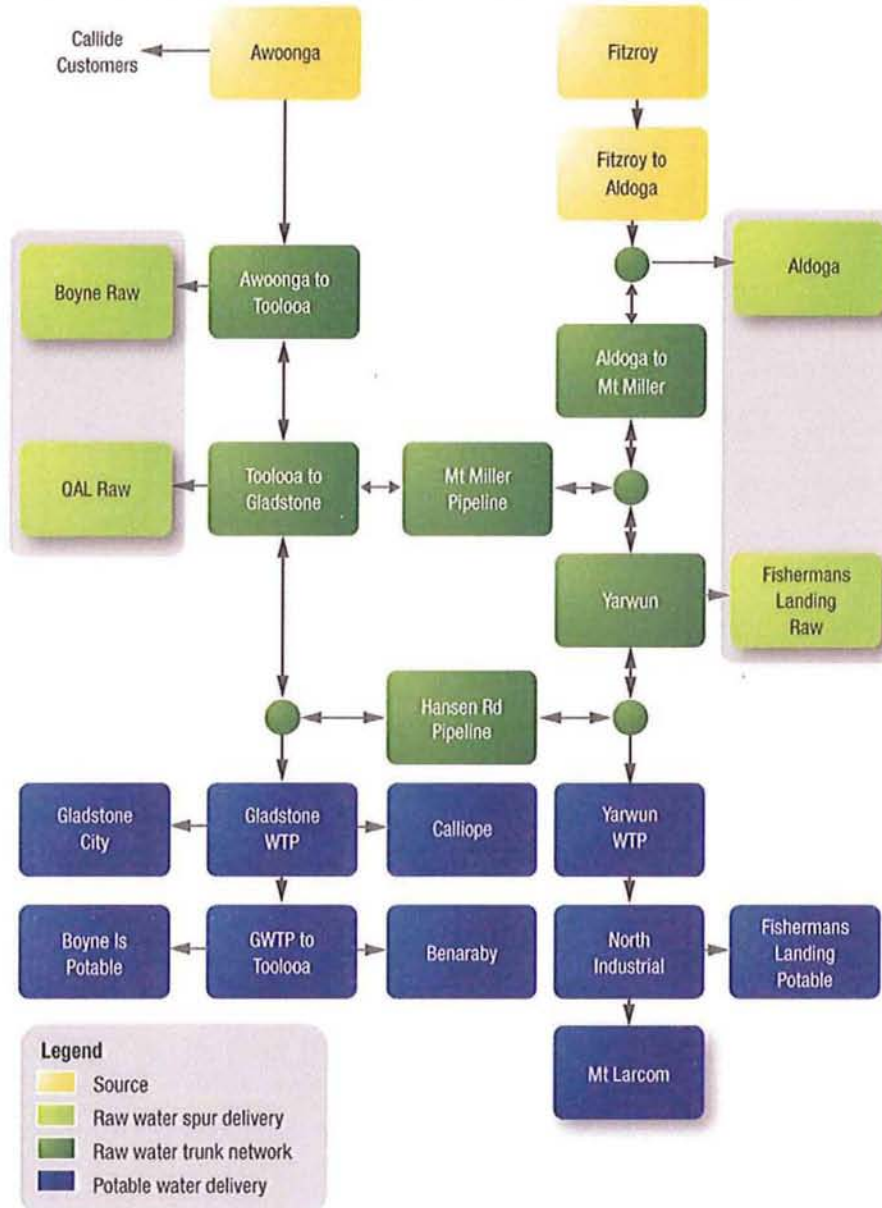 Callide
Customers
Awoonga
Fitzroy
Fitzroy to
Aldoga
Boyne Raw
Awoonga to
Toolooa
Aldoga
Aldoga to
Mt Miller
QAL Raw
Toolooa to
Gladstone
Mt Miller
Pipeline
Yarwun
Fishermans
Landing
Raw
Hansen Rd
Pipeline
Gladstone
City
Gladstone
WTP
Calliope
Yarwun
WTP
Boyne Is
Potable
GWTP to
Toolooa
Benaraby
North
Industrial
Fishermans
Landing
Potable
Mt Larcom
Legend
Source
Raw water spur delivery
Raw water trunk network
Potable water delivery